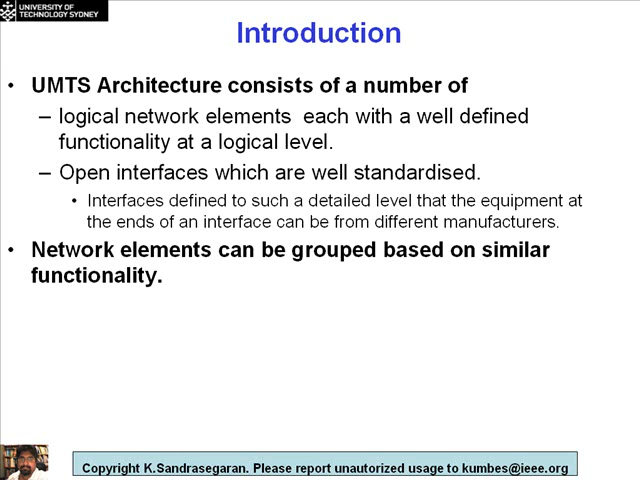 UNIVERSITY OF
TECHNOLOGY SYDNEY
Introduction
• UMTS Architecture consists of a number of
– logical network elements each with a well defined
functionality at a logical level.
– Open interfaces which are well standardised.
• Interfaces defined to such a detailed level that the equipment at
the ends of an interface can be from different manufacturers.
• Network elements can be grouped based on similar
functionality.
Copyright K.Sandrasegaran. Please report unauthorized usage to kumbes@ieee.org